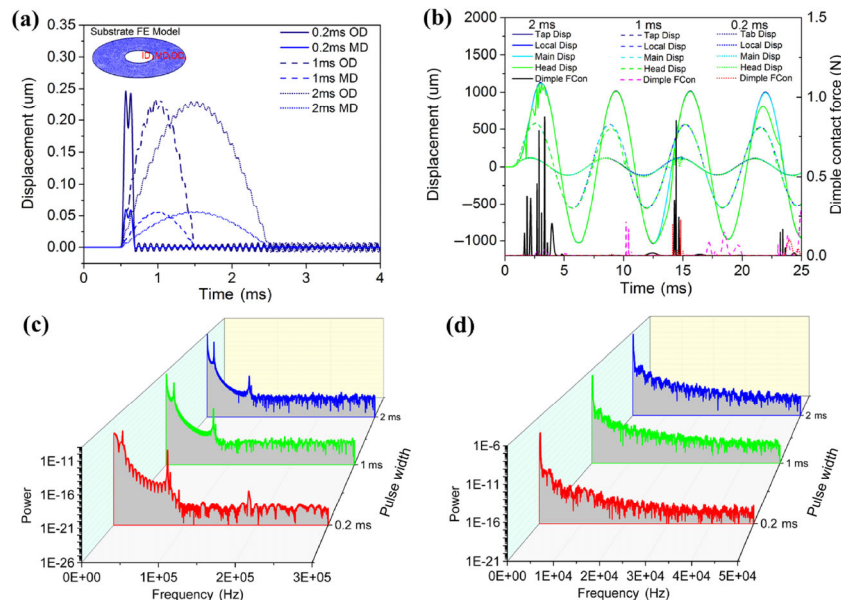 (a)
Substrate FE Model
ID MD OD
0.2ms OD
0.2ms MD
1ms OD
1ms MD
2ms OD
2ms MD
0.35
0.30
0.25
0.20
0.15
0.10
0.05
0.00
Displacement (um)
0 1 2 3 4
Time (ms)
(b)
2 ms 1 ms 0.2 ms
Tap Disp Tab Disp Tab Disp
Local Disp Local Disp Local Disp
Main Disp Main Disp Main Disp
Head Disp Head Disp Head Disp
Dimple FCon Dimple FCon Dimple FCon
2000
1500
1000
500
0
−500
−1000
Displacement (um)
1.5
1.0
0.5
0.0
Dimple contact force (N)
0 5 10 15 20 25
Time (ms)
(c)
1E-11
1E-16
1E-21
1E-26
Power
0E+00 1E+05 2E+05 3E+05
Frequency (Hz)
0.2 ms
1 ms
2 ms
Pulse width
(d)
1E-6
1E-11
1E-16
1E-21
Power
0E+00 1E+04 2E+04 3E+04 4E+04 5E+04
Frequency (Hz)
0.2 ms
1 ms
2 ms
Pulse width